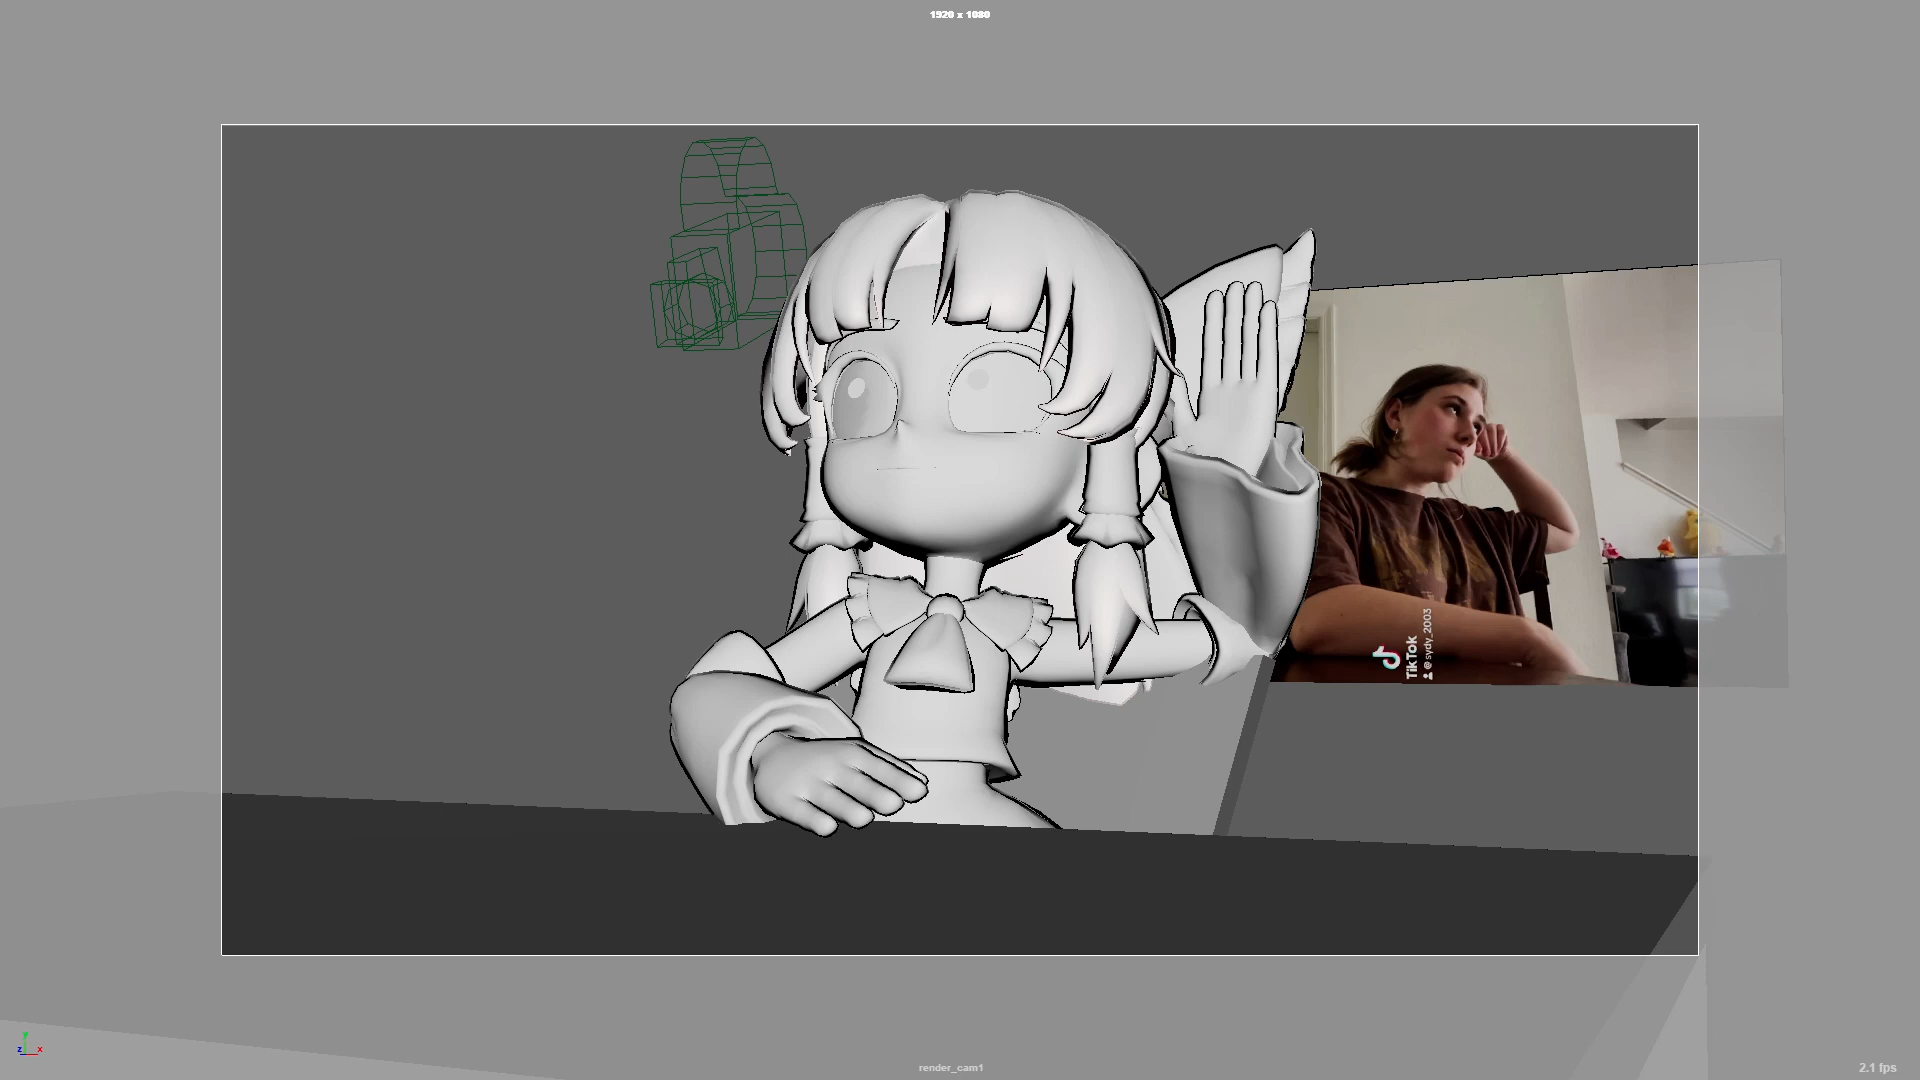 1920 x 1080
TikTok
@sydy_2003
z
y
x
render_cam1
2.1 fps